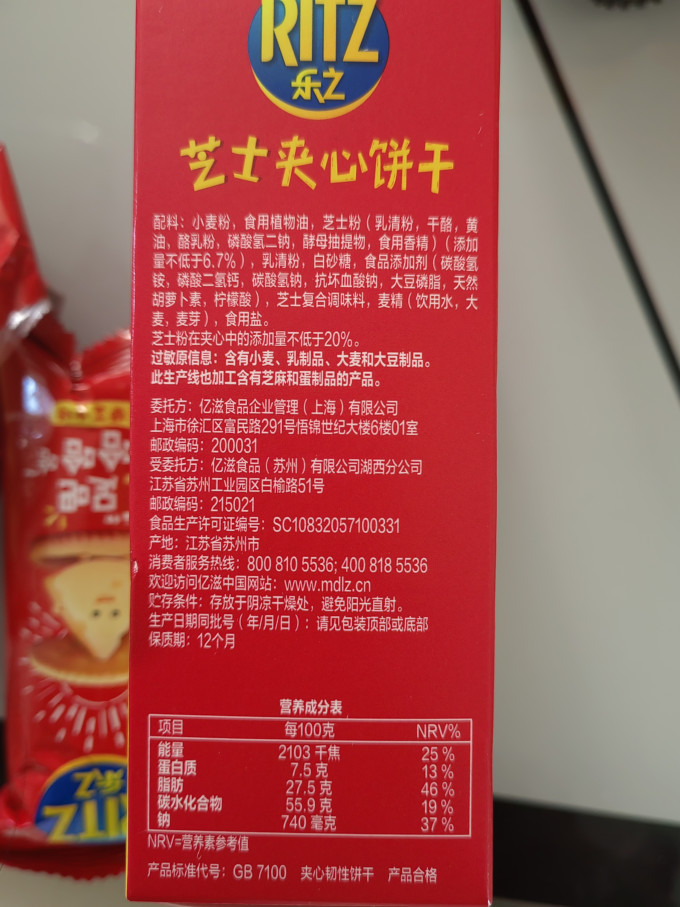 RITZ
乐之
芝士夹心饼干
配料：小麦粉，食用植物油，芝士粉（乳清粉，干酪，黄
油，酪乳粉，磷酸氢二钠，酵母抽提物，食用香精）（添加
量不低于6.7%），乳清粉，白砂糖，食品添加剂（碳酸氢
铵，磷酸二氢钙，碳酸氢钠，抗坏血酸钠，大豆磷脂，天然
胡萝卜素，柠檬酸），芝士复合调味料，麦精（饮用水，大
麦，麦芽），食用盐。
芝士粉在夹心中的添加量不低于20%。
过敏原信息：含有小麦、乳制品、大麦和大豆制品。
此生产线也加工含有芝麻和蛋制品的产品。
委托方：亿滋食品企业管理（上海）有限公司
上海市徐汇区富民路291号悟锦世纪大楼6楼01室
邮政编码：200031
受委托方：亿滋食品（苏州）有限公司湖西分公司
江苏省苏州工业园区白榆路51号
邮政编码：215021
食品生产许可证编号：SC10832057100331
产地：江苏省苏州市
消费者服务热线：800 810 5536; 400 818 5536
欢迎访问亿滋中国网站：www.mdlz.cn
贮存条件：存放于阴凉干燥处，避免阳光直射。
生产日期同批号（年/月/日）：请见包装顶部或底部
保质期：12个月
营养成分表
项目 每100克 NRV%
能量 2103 千焦 25 %
蛋白质 7.5 克 13 %
脂肪 27.5 克 46 %
碳水化合物 55.9 克 19 %
钠 740 毫克 37 %
NRV=营养素参考值
产品标准代号：GB 7100 夹心韧性饼干 产品合格
乐之
RITZ